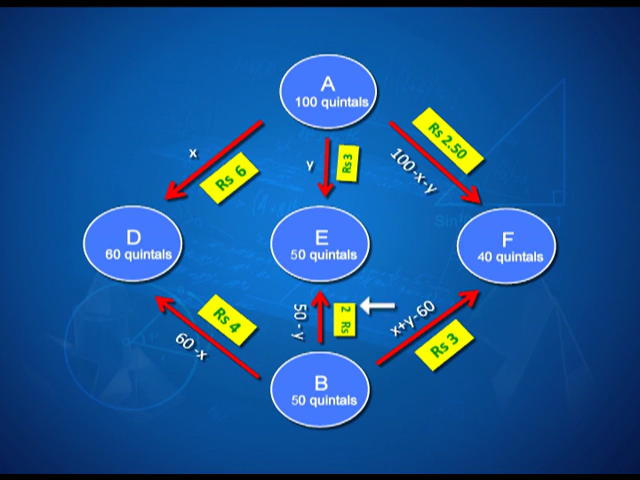 A
100 quintals
x
Rs 6
y
Rs 3
Rs 2.50
100-x-y
D
60 quintals
E
50 quintals
F
40 quintals
Rs 4
60 -x
50 - y
2 Rs
x+y-60
Rs 3
B
50 quintals